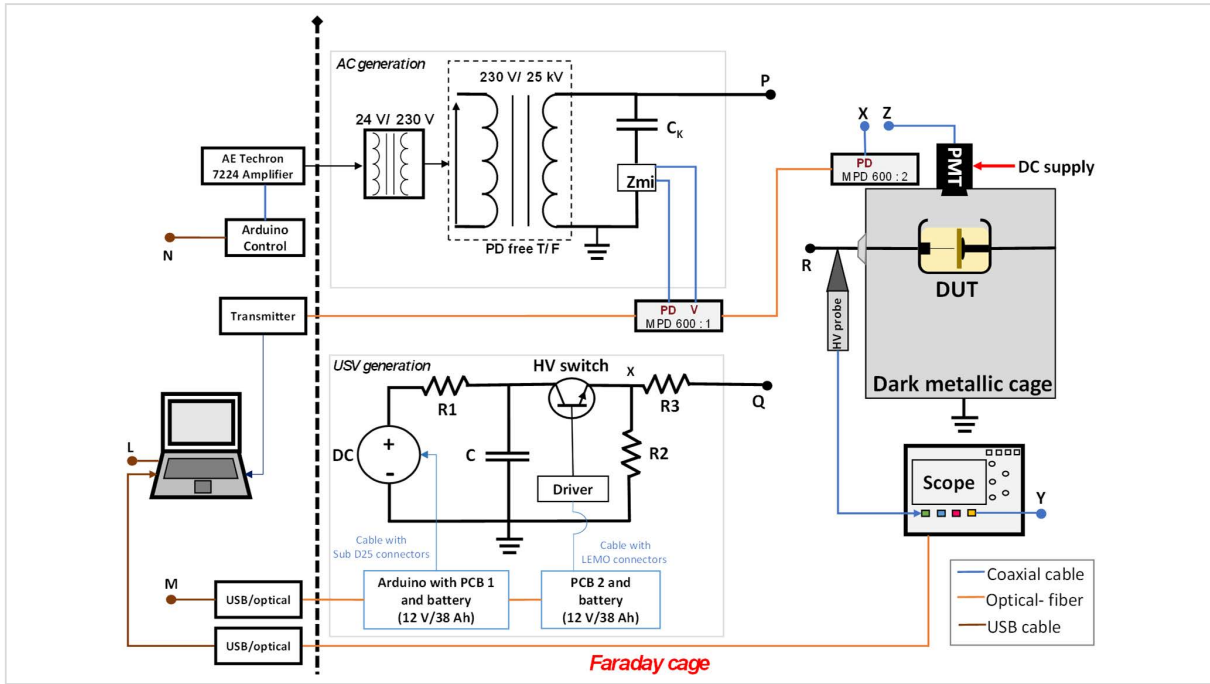 AC generation
230 V/ 25 kV
P
24 V/ 230 V
C_K
Zmi
PD free T/F
AE Techron
7224 Amplifier
Arduino
Control
N
X
Z
PD
MPD 600 : 2
PMT
DC supply
R
DUT
HV probe
Dark metallic cage
Transmitter
PD V
MPD 600 : 1
USV generation
HV switch
X
R1
R3
Q
DC
+
-
C
R2
Driver
L
Scope
Y
Cable with
Sub D25 connectors
Cable with
LEMO connectors
M
USB/optical
Arduino with PCB 1
and battery
(12 V/38 Ah)
PCB 2 and
battery
(12 V/38 Ah)
USB/optical
Faraday cage
Coaxial cable
Optical- fiber
USB cable